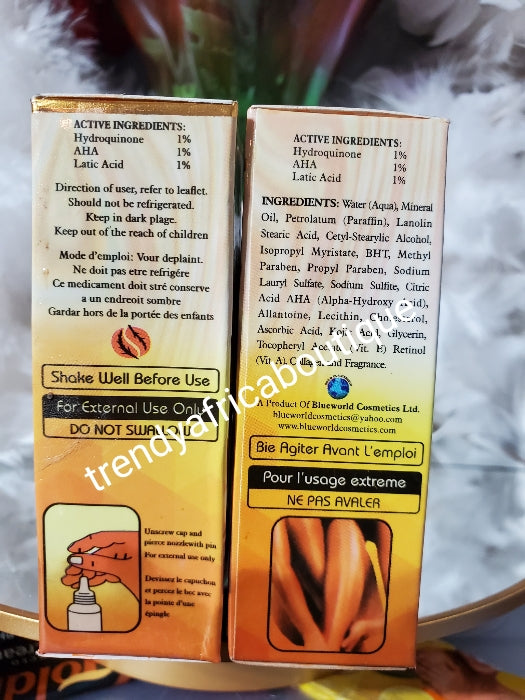 ACTIVE INGREDIENTS:
Hydroquinone 1%
AHA 1%
Latic Acid 1%
Direction of user, refer to leaflet.
Should not be refrigerated.
Keep in dark plage.
Keep out of the reach of children
Mode d'emploi: Vour deplaint.
Ne doit pas etre refrigére
Ce medicament doit stré conserve
a un endreoit sombre
Gardar hors de la portée des enfants
Shake Well Before Use
For External Use Only
DO NOT SWALLOW
Unscrew cap and
pierce nozzlewith pin
For external use only
Devissez le capuchon
et percez le bec avec
la pointe d'une
épingle
ACTIVE INGREDIENTS:
Hydroquinone 1%
AHA 1%
Latic Acid 1%
INGREDIENTS: Water (Aqua), Mineral
Oil, Petrolatum (Paraffin), Lanolin
Stearic Acid, Cetyl-Stearylic Alcohol,
Isopropyl Myristate, BHT, Methyl
Paraben, Propyl Paraben, Sodium
Lauryl Sulfate, Sodium Sulfite, Citric
Acid AHA (Alpha-Hydroxy Acid),
Allantoine, Lecithin, Cholesterol,
Ascorbic Acid, Kojic Acid, Glycerin,
Tocopheryl Acetate (Vit. E) Retinol
(Vit A), Collagen and Fragrance.
A Product Of Blueworld Cosmetics Ltd.
blueworldcosmetics@yahoo.com
www.blueworldcosmetics.com
Bie Agiter Avant L'emploi
Pour l'usage extreme
NE PAS AVALER
trendyafricaboutique